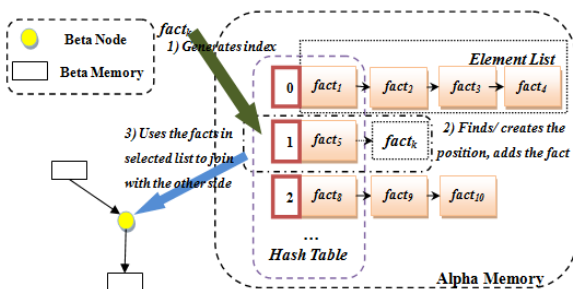 Beta Node
Beta Memory
fact_k
1) Generates index
Element List
0 fact_1 fact_2 fact_3 fact_4
3) Uses the facts in
selected list to join
with the other side
1 fact_5 fact_k
2) Finds/ creates the
position, adds the fact
2 fact_8 fact_9 fact_10
...
Hash Table
Alpha Memory